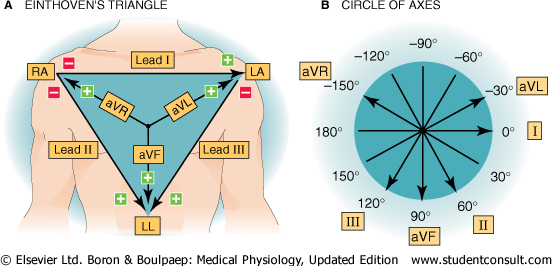 A EINTHOVEN'S TRIANGLE
RA
Lead I
LA
aVR
aVL
Lead II
aVF
Lead III
LL
B CIRCLE OF AXES
–90°
–120°
–60°
aVR
–150°
–30°
aVL
180°
0°
I
150°
30°
120°
60°
III
90°
II
aVF
© Elsevier Ltd. Boron & Boulpaep: Medical Physiology, Updated Edition www.studentconsult.com